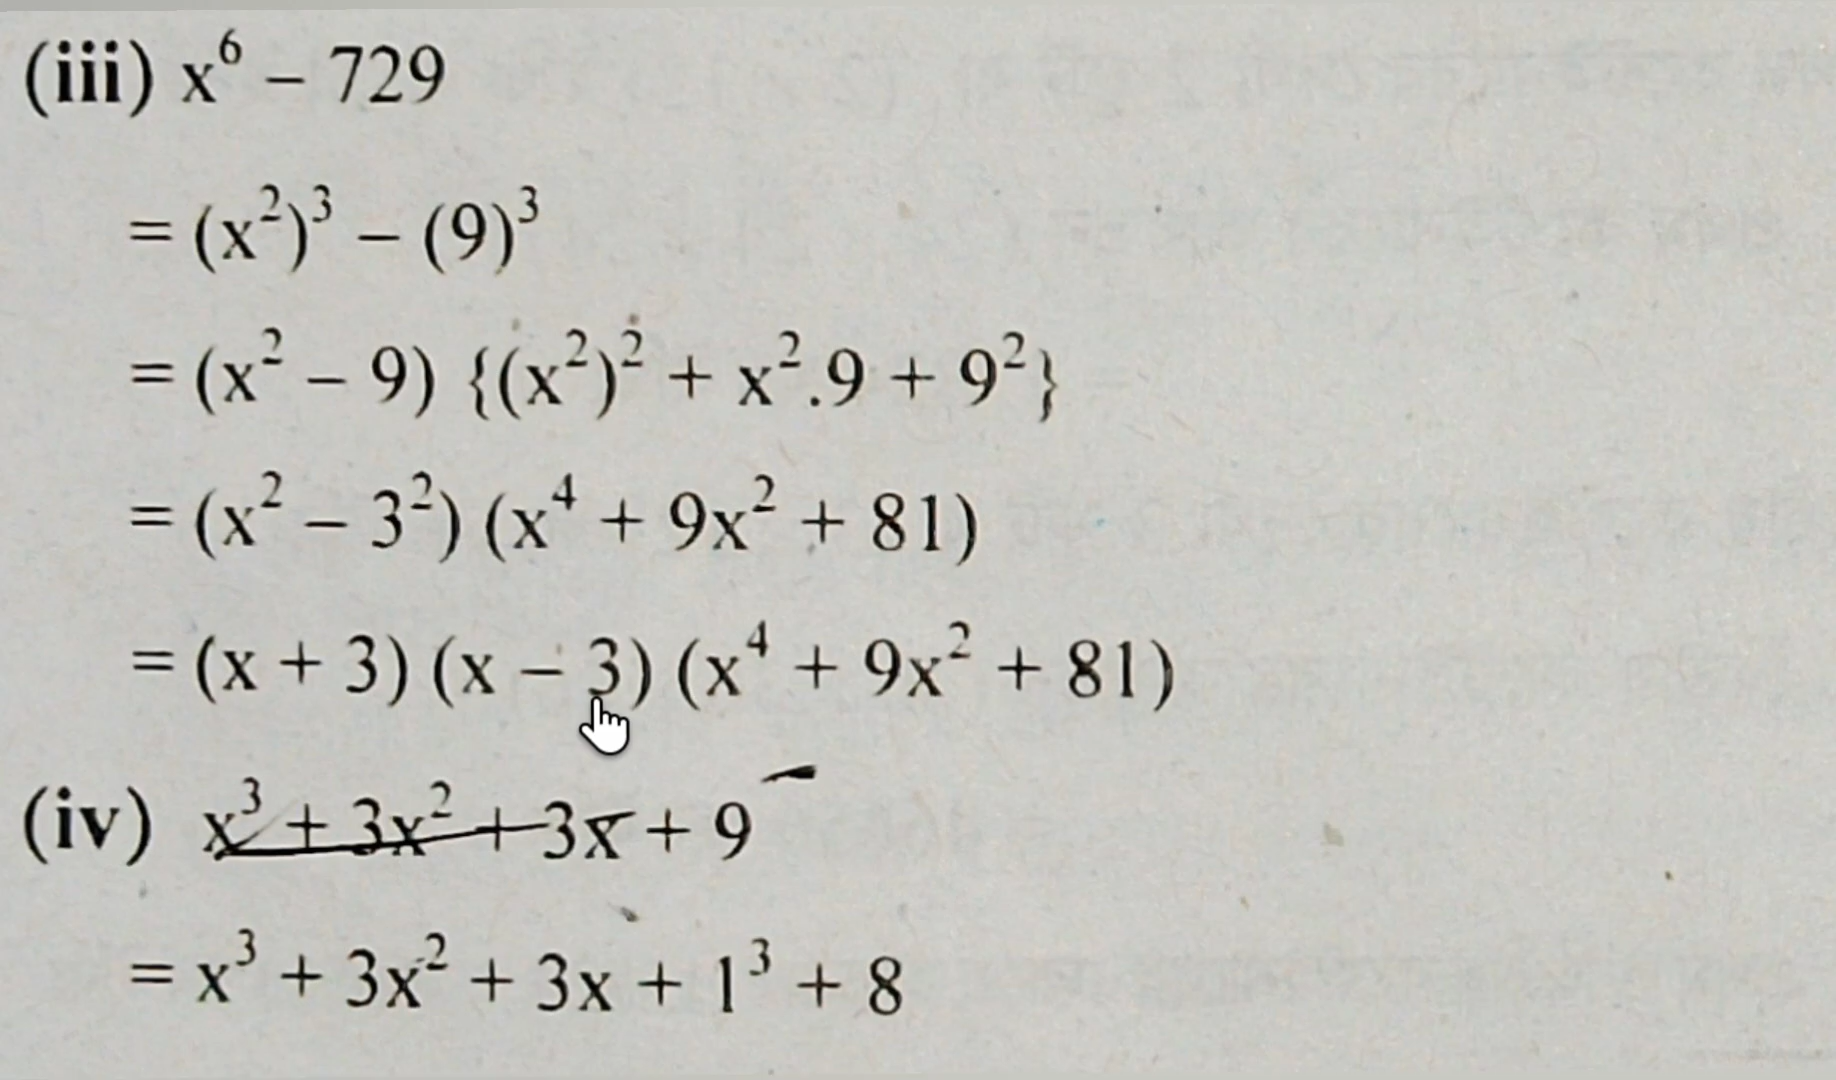 (iii) x⁶ – 729
= (x²)³ – (9)³
= (x² – 9) {(x²)² + x².9 + 9²}
= (x² – 3²) (x⁴ + 9x² + 81)
= (x + 3) (x – 3) (x⁴ + 9x² + 81)
(iv) x³ + 3x² + 3x + 9
= x³ + 3x² + 3x + 1³ + 8